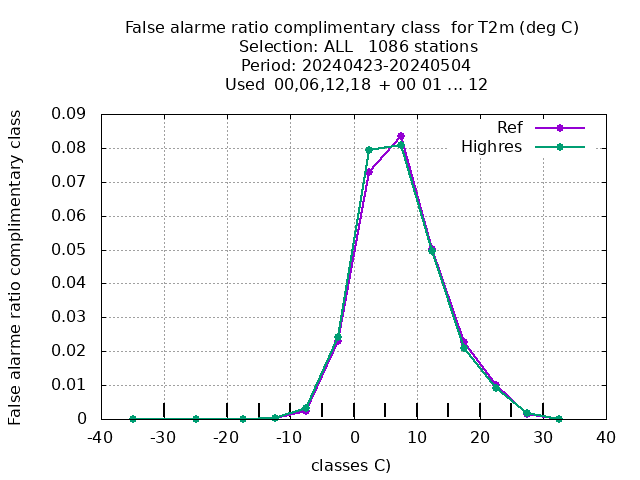 False alarme ratio complimentary class  for T2m (deg C)
Selection: ALL   1086 stations
Period: 20240423-20240504
Used  00,06,12,18 + 00 01 ... 12
False alarme ratio complimentary class
0.09
0.08
0.07
0.06
0.05
0.04
0.03
0.02
0.01
0
Ref
Highres
-40 -30 -20 -10 0 10 20 30 40
classes C)